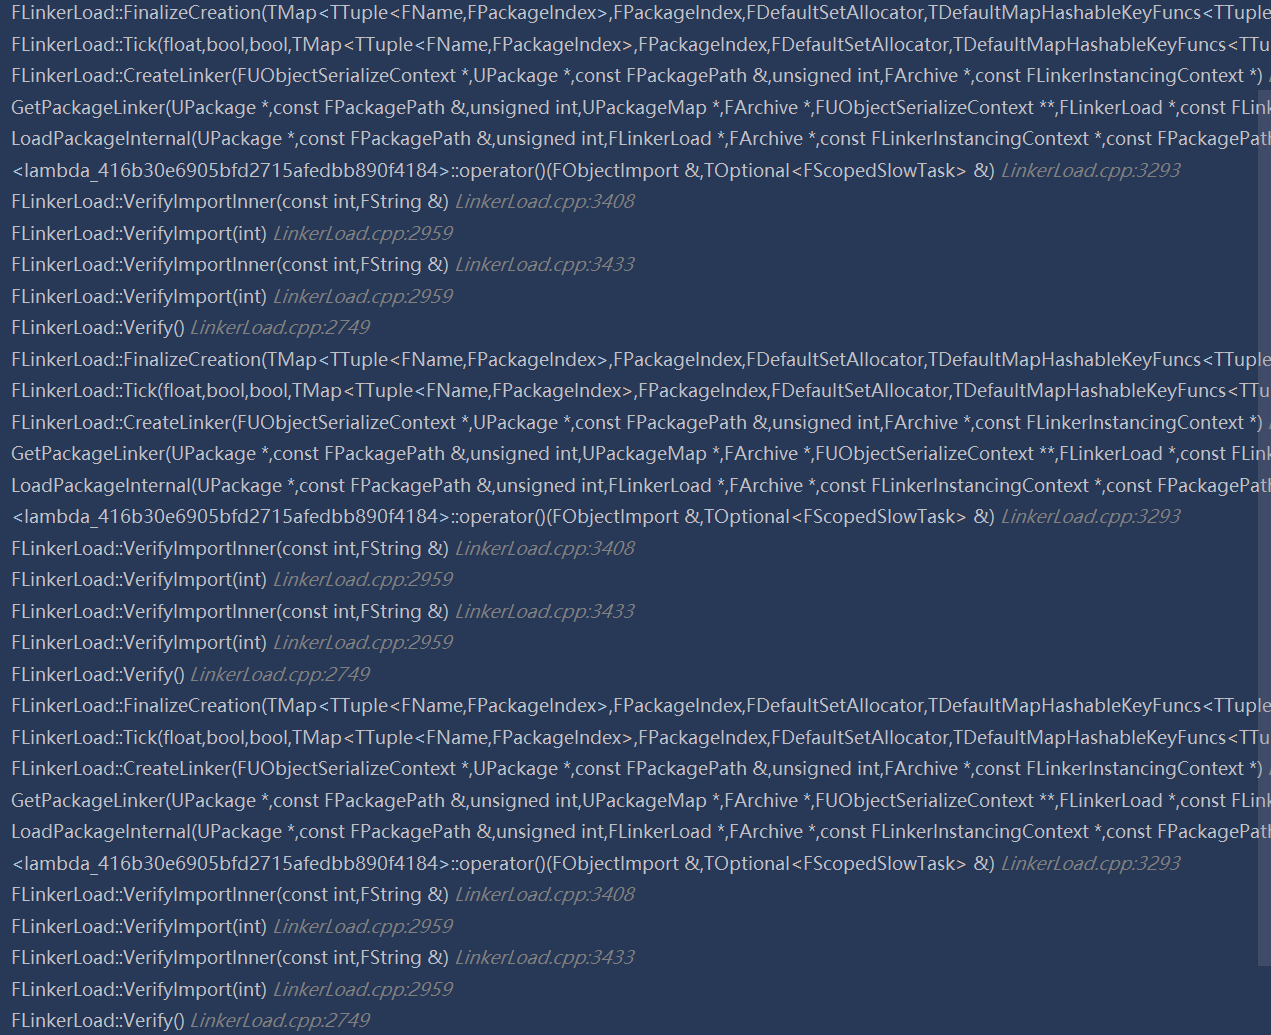 FLinkerLoad::FinalizeCreation(TMap<TTuple<FName,FPackageIndex>,FPackageIndex,FDefaultSetAllocator,TDefaultMapHashableKeyFuncs<TTuple
FLinkerLoad::Tick(float,bool,bool,TMap<TTuple<FName,FPackageIndex>,FPackageIndex,FDefaultSetAllocator,TDefaultMapHashableKeyFuncs<TTu
FLinkerLoad::CreateLinker(FUObjectSerializeContext *,UPackage *,const FPackagePath &,unsigned int,FArchive *,const FLinkerInstancingContext *)
GetPackageLinker(UPackage *,const FPackagePath &,unsigned int,UPackageMap *,FArchive *,FUObjectSerializeContext **,FLinkerLoad *,const FLink
LoadPackageInternal(UPackage *,const FPackagePath &,unsigned int,FLinkerLoad *,FArchive *,const FLinkerInstancingContext *,const FPackagePath
<lambda_416b30e6905bfd2715afedbb890f4184>::operator()(FObjectImport &,TOptional<FScopedSlowTask> &) LinkerLoad.cpp:3293
FLinkerLoad::VerifyImportInner(const int,FString &) LinkerLoad.cpp:3408
FLinkerLoad::VerifyImport(int) LinkerLoad.cpp:2959
FLinkerLoad::VerifyImportInner(const int,FString &) LinkerLoad.cpp:3433
FLinkerLoad::VerifyImport(int) LinkerLoad.cpp:2959
FLinkerLoad::Verify() LinkerLoad.cpp:2749
FLinkerLoad::FinalizeCreation(TMap<TTuple<FName,FPackageIndex>,FPackageIndex,FDefaultSetAllocator,TDefaultMapHashableKeyFuncs<TTuple
FLinkerLoad::Tick(float,bool,bool,TMap<TTuple<FName,FPackageIndex>,FPackageIndex,FDefaultSetAllocator,TDefaultMapHashableKeyFuncs<TTu
FLinkerLoad::CreateLinker(FUObjectSerializeContext *,UPackage *,const FPackagePath &,unsigned int,FArchive *,const FLinkerInstancingContext *)
GetPackageLinker(UPackage *,const FPackagePath &,unsigned int,UPackageMap *,FArchive *,FUObjectSerializeContext **,FLinkerLoad *,const FLink
LoadPackageInternal(UPackage *,const FPackagePath &,unsigned int,FLinkerLoad *,FArchive *,const FLinkerInstancingContext *,const FPackagePath
<lambda_416b30e6905bfd2715afedbb890f4184>::operator()(FObjectImport &,TOptional<FScopedSlowTask> &) LinkerLoad.cpp:3293
FLinkerLoad::VerifyImportInner(const int,FString &) LinkerLoad.cpp:3408
FLinkerLoad::VerifyImport(int) LinkerLoad.cpp:2959
FLinkerLoad::VerifyImportInner(const int,FString &) LinkerLoad.cpp:3433
FLinkerLoad::VerifyImport(int) LinkerLoad.cpp:2959
FLinkerLoad::Verify() LinkerLoad.cpp:2749
FLinkerLoad::FinalizeCreation(TMap<TTuple<FName,FPackageIndex>,FPackageIndex,FDefaultSetAllocator,TDefaultMapHashableKeyFuncs<TTuple
FLinkerLoad::Tick(float,bool,bool,TMap<TTuple<FName,FPackageIndex>,FPackageIndex,FDefaultSetAllocator,TDefaultMapHashableKeyFuncs<TTu
FLinkerLoad::CreateLinker(FUObjectSerializeContext *,UPackage *,const FPackagePath &,unsigned int,FArchive *,const FLinkerInstancingContext *)
GetPackageLinker(UPackage *,const FPackagePath &,unsigned int,UPackageMap *,FArchive *,FUObjectSerializeContext **,FLinkerLoad *,const FLink
LoadPackageInternal(UPackage *,const FPackagePath &,unsigned int,FLinkerLoad *,FArchive *,const FLinkerInstancingContext *,const FPackagePath
<lambda_416b30e6905bfd2715afedbb890f4184>::operator()(FObjectImport &,TOptional<FScopedSlowTask> &) LinkerLoad.cpp:3293
FLinkerLoad::VerifyImportInner(const int,FString &) LinkerLoad.cpp:3408
FLinkerLoad::VerifyImport(int) LinkerLoad.cpp:2959
FLinkerLoad::VerifyImportInner(const int,FString &) LinkerLoad.cpp:3433
FLinkerLoad::VerifyImport(int) LinkerLoad.cpp:2959
FLinkerLoad::Verify() LinkerLoad.cpp:2749